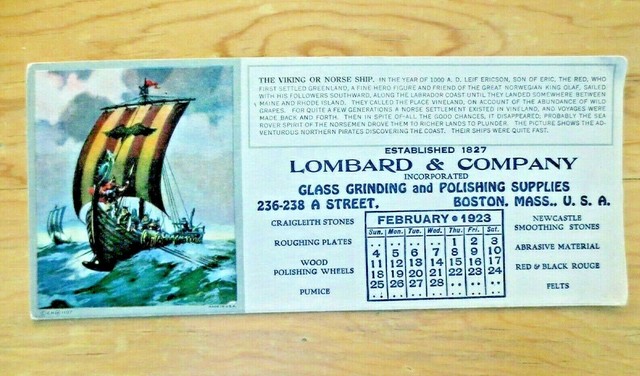 THE VIKING OR NORSE SHIP. IN THE YEAR OF 1000 A. D. LEIF ERICSON, SON OF ERIC, THE RED, WHO
FIRST SETTLED GREENLAND, A FINE HERO FIGURE AND FRIEND OF THE GREAT NORWEGIAN KING OLAF, SAILED
WITH HIS FOLLOWERS SOUTHWARD, ALONG THE LABRADOR COAST UNTIL THEY LANDED SOMEWHERE BETWEEN
MAINE AND RHODE ISLAND. THEY CALLED THE PLACE VINELAND, ON ACCOUNT OF THE ABUNDANCE OF WILD
GRAPES. FOR QUITE A FEW GENERATIONS A NORSE SETTLEMENT EXISTED IN VINELAND, AND VOYAGES WERE
MADE BACK AND FORTH. THEN IN SPITE OF ALL THE GOOD CHANCES, IT DISAPPEARED; PROBABLY THE SEA
ROVER SPIRIT OF THE NORSEMEN DROVE THEM TO RICHER LANDS TO PLUNDER. THE PICTURE SHOWS THE AD-
VENTUROUS NORTHERN PIRATES DISCOVERING THE COAST. THEIR SHIPS WERE QUITE FAST.
ESTABLISHED 1827
LOMBARD & COMPANY
INCORPORATED
GLASS GRINDING and POLISHING SUPPLIES
236-238 A STREET. BOSTON, MASS., U. S. A.
CRAIGLEITH STONES
ROUGHING PLATES
WOOD
POLISHING WHEELS
PUMICE
FEBRUARY 1923
Sun. Mon. Tue. Wed. Thu. Fri. Sat.
.. .. .. .. 1 2 3
4 5 6 7 8 9 10
11 12 13 14 15 16 17
18 19 20 21 22 23 24
25 26 27 28 .. .. ..
NEWCASTLE
SMOOTHING STONES
ABRASIVE MATERIAL
RED & BLACK ROUGE
FELTS